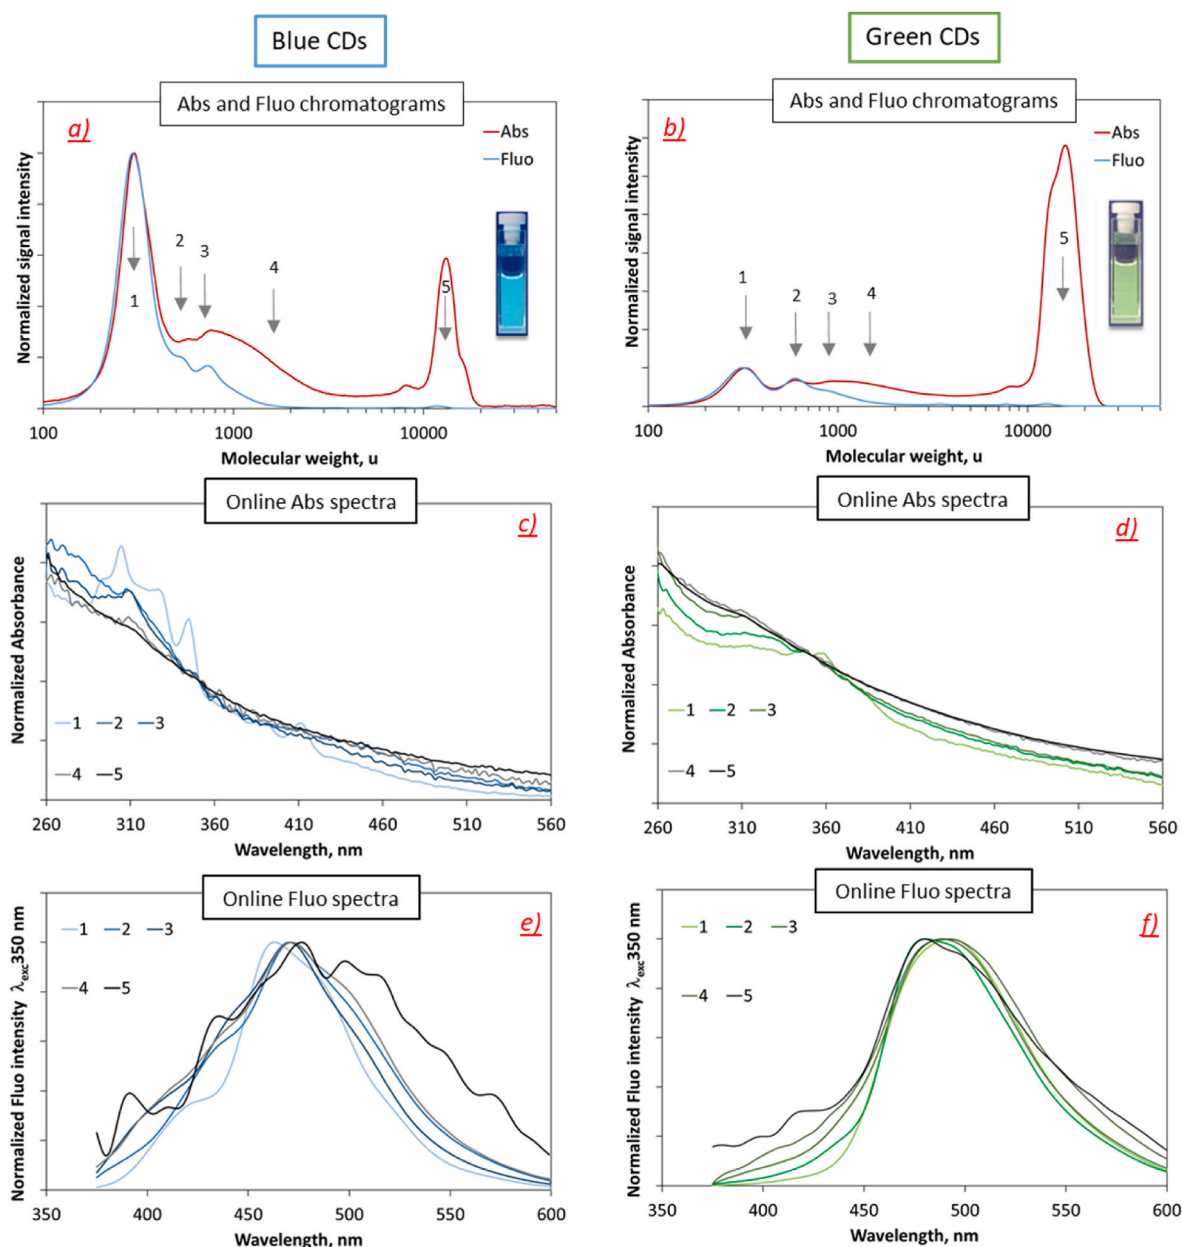 Blue CDs
Green CDs
Abs and Fluo chromatograms
a)
Abs
Fluo
Normalized signal intensity
1
2
3
4
5
100
1000
10000
Molecular weight, u
Abs and Fluo chromatograms
b)
Abs
Fluo
Normalized signal intensity
1
2
3
4
5
100
1000
10000
Molecular weight, u
Online Abs spectra
c)
Normalized Absorbance
1 2 3
4 5
260 310 360 410 460 510 560
Wavelength, nm
Online Abs spectra
d)
Normalized Absorbance
1 2 3
4 5
260 310 360 410 460 510 560
Wavelength, nm
Online Fluo spectra
e)
Normalized Fluo intensity λexc350 nm
1 2 3
4 5
350 400 450 500 550 600
Wavelength, nm
Online Fluo spectra
f)
Normalized Fluo intensity λexc350 nm
1 2 3
4 5
350 400 450 500 550 600
Wavelength, nm